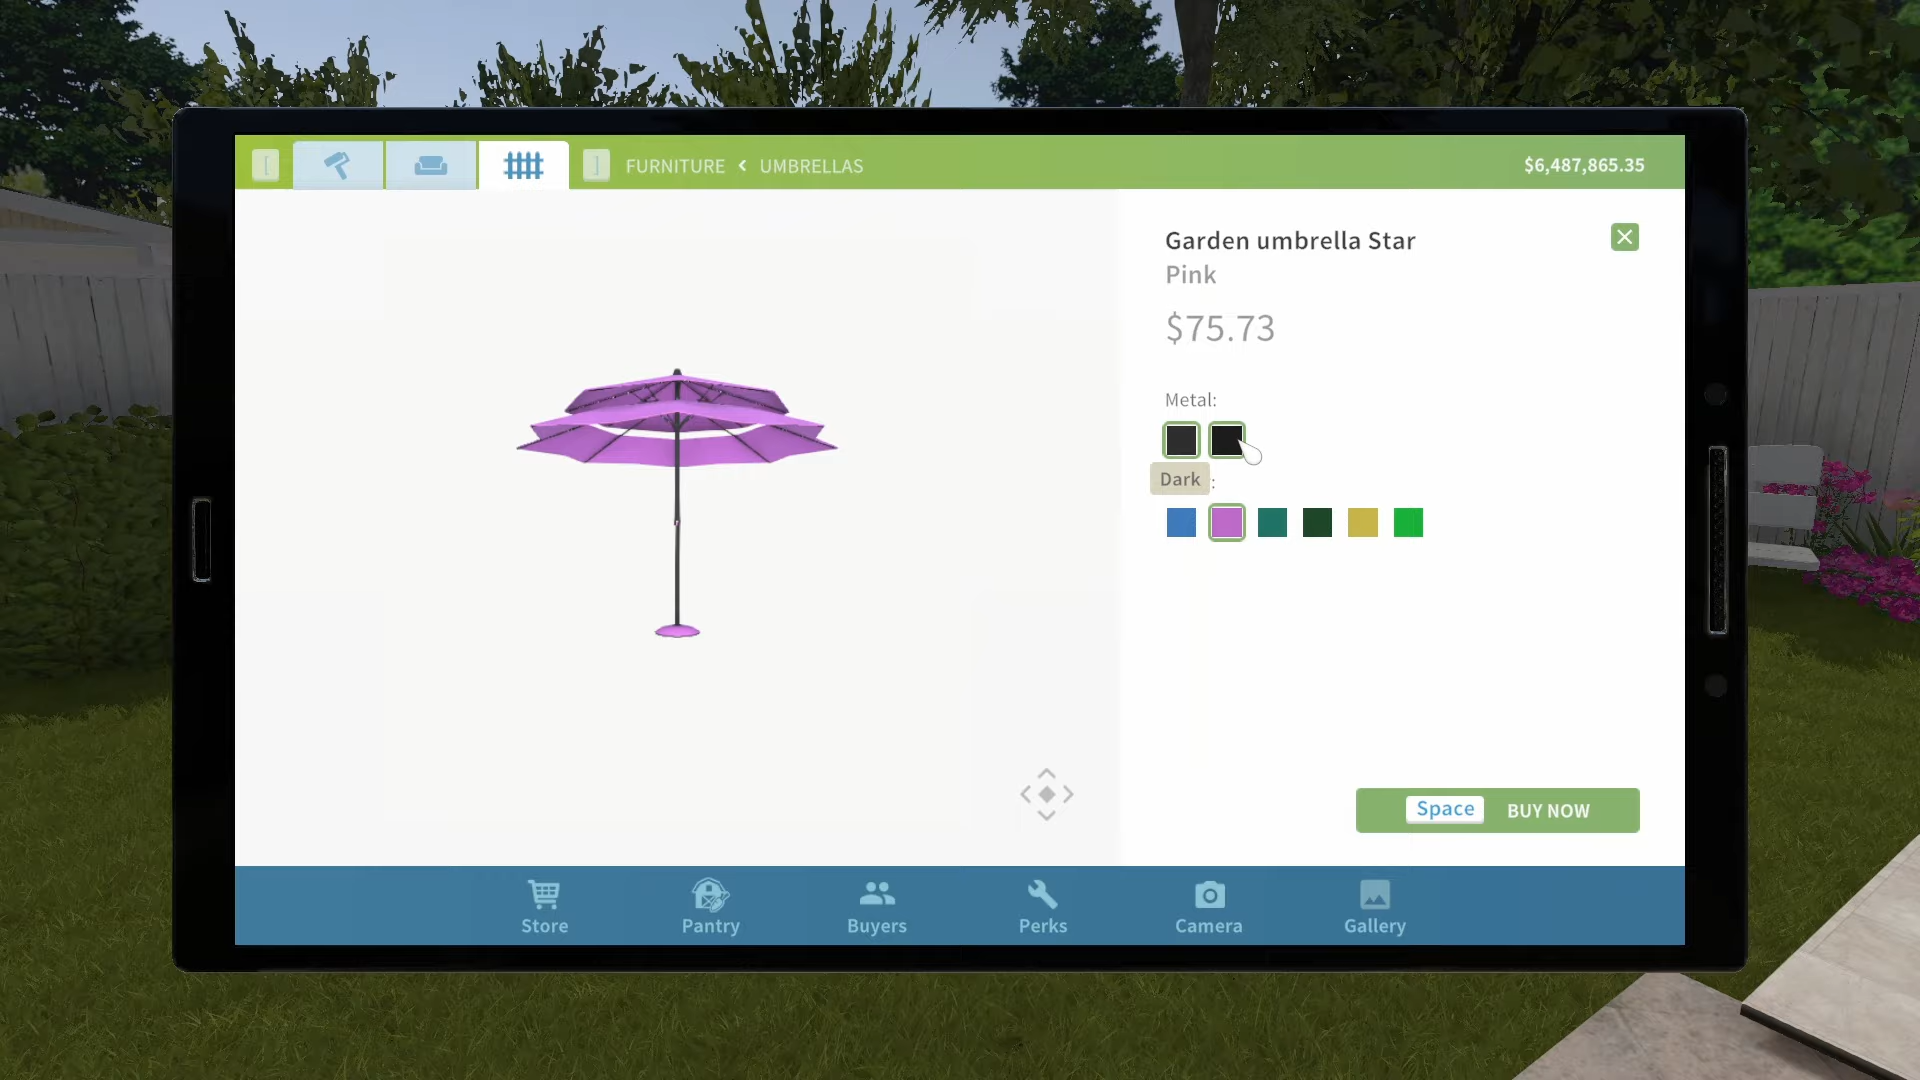 [
]
FURNITURE < UMBRELLAS
$6,487,865.35
Garden umbrella Star
Pink
$75.73
Metal:
Dark :
Space BUY NOW
Store
Pantry
Buyers
Perks
Camera
Gallery